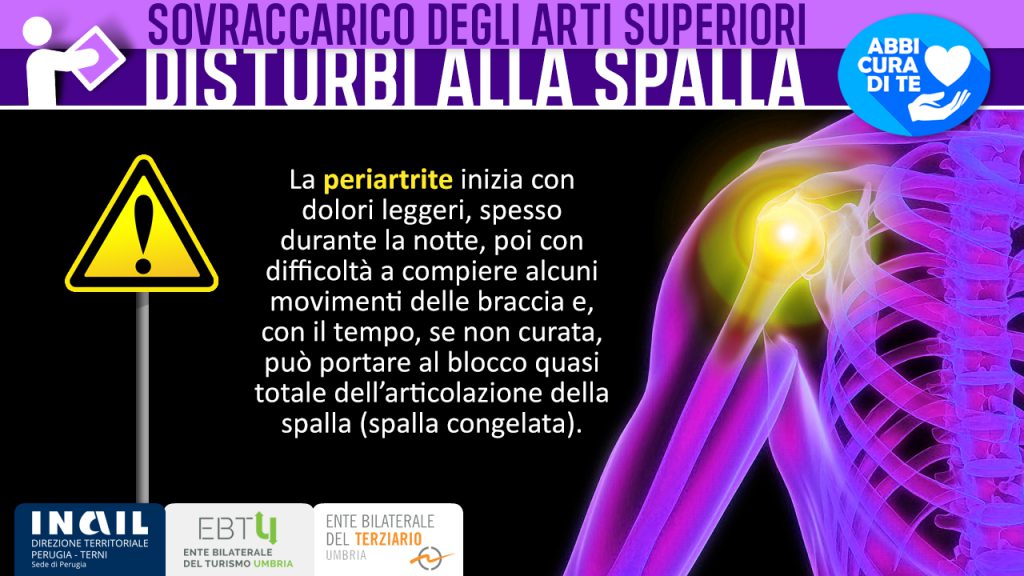 SOVRACCARICO DEGLI ARTI SUPERIORI
DISTURBI ALLA SPALLA
ABBI
CURA
DI TE
La periartrite inizia con
dolori leggeri, spesso
durante la notte, poi con
difficoltà a compiere alcuni
movimenti delle braccia e,
con il tempo, se non curata,
può portare al blocco quasi
totale dell’articolazione della
spalla (spalla congelata).
INAIL
DIREZIONE TERRITORIALE
PERUGIA - TERNI
Sede di Perugia
EBTU
ENTE BILATERALE
DEL TURISMO UMBRIA
ENTE BILATERALE
DEL TERZIARIO
UMBRIA